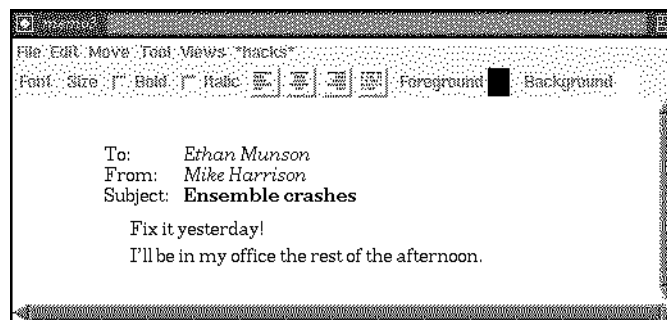 File Edit Move Tool Views *hacks*
Font Size Bold Italic Foreground Background
To: Ethan Munson
From: Mike Harrison
Subject: Ensemble crashes
Fix it yesterday!
I'll be in my office the rest of the afternoon.